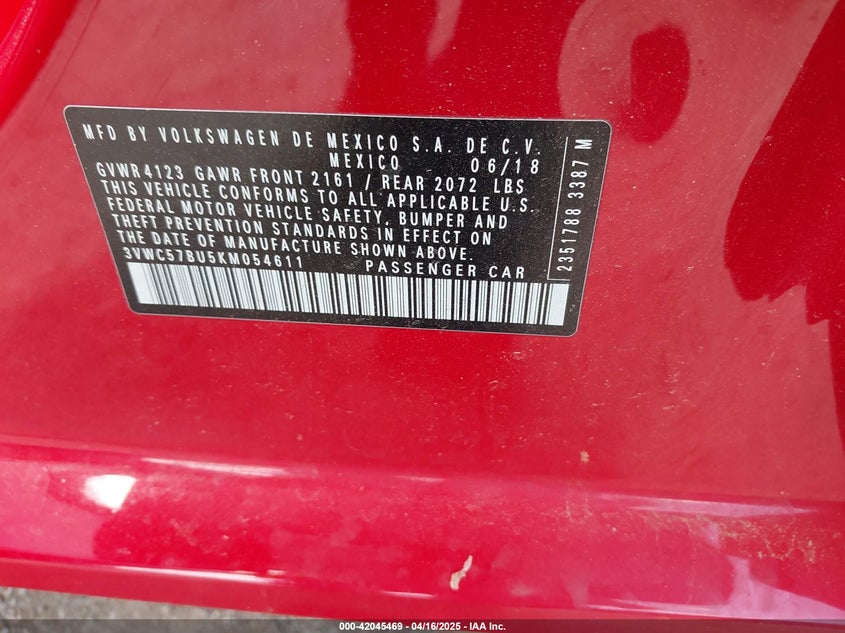 MFD BY VOLKSWAGEN DE MEXICO S.A. DE C.V.
MEXICO 06/18
GVWR4123 GAWR FRONT 2161 / REAR 2072 LBS
THIS VEHICLE CONFORMS TO ALL APPLICABLE U.S.
FEDERAL MOTOR VEHICLE SAFETY, BUMPER AND
THEFT PREVENTION STANDARDS IN EFFECT ON
THE DATE OF MANUFACTURE SHOWN ABOVE.
3VWC57BU5KM054611 PASSENGER CAR
2351788 3387 M
000-42045469 - 04/16/2025 - IAA Inc.